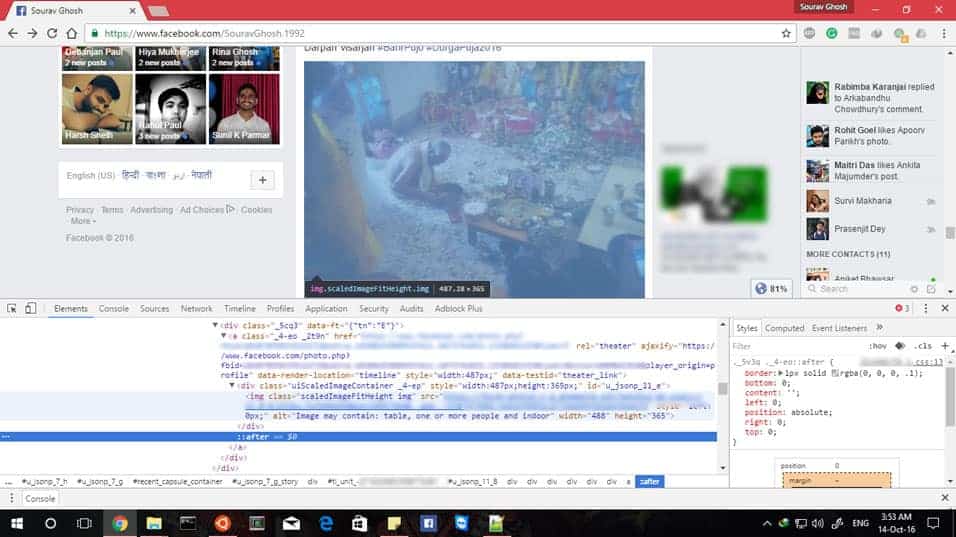 Sourav Ghosh
Sourav Ghosh
https://www.facebook.com/SouravGhosh.1992
Debanjan Paul
2 new posts
Hiya Mukherjee
2 new posts
Rina Ghosh
2 new posts
Darpan Visarjan #BariPujo #DurgaPuja2016
Harsh Sheth
Rahul Paul
3 new posts
Sunil K Parmar
English (US) · हिन्दी · বাংলা · اردو · नेपाली
+
Privacy · Terms · Advertising · Ad Choices · Cookies
· More
Facebook © 2016
Rabimba Karanjai replied
to Arkabandhu
Chowdhury's comment.
Rohit Goel likes Apoorv
Parikh's photo.
Maitri Das likes Ankita
Majumder's post.
Survi Makharia 9h
Prasenjit Dey 3h
MORE CONTACTS (11)
Aniket Bhawsar
Search
81%
img.scaledImageFitHeight.img | 487.28 × 365
Elements Console Sources Network Timeline Profiles Application Security Audits Adblock Plus
3
<div class="_5cq3" data-ft="{"tn":"E"}">
<a class="_4-eo _2t9n" href="
rel="theater" ajaxify="https:/
/www.facebook.com/photo.php?
fbid= &player_origin=p
rofile" data-render-location="timeline" style="width:487px;" data-testid="theater_link">
<div class="uiScaledImageContainer _4-ep" style="width:487px;height:365px;" id="u_jsonp_11_e">
<img class="scaledImageFitHeight img" src="
style="left:
0px;" alt="Image may contain: table, one or more people and indoor" width="488" height="365">
</div>
::after == $0
</a>
</div>
</div>
... #u_jsonp_7_h #u_jsonp_7_g #recent_capsule_container #u_jsonp_7_g_story div #tl_unit_ #u_jsonp_11_8 div div div div div a ::after
Styles Computed Event Listeners »
Filter :hov .cls +
._5v3q ._4-eo::after { .css:13
border: 1px solid rgba(0, 0, 0, .1);
bottom: 0;
content: '';
left: 0;
position: absolute;
right: 0;
top: 0;
}
position 0
margin -
Console
ENG
3:53 AM
14-Oct-16